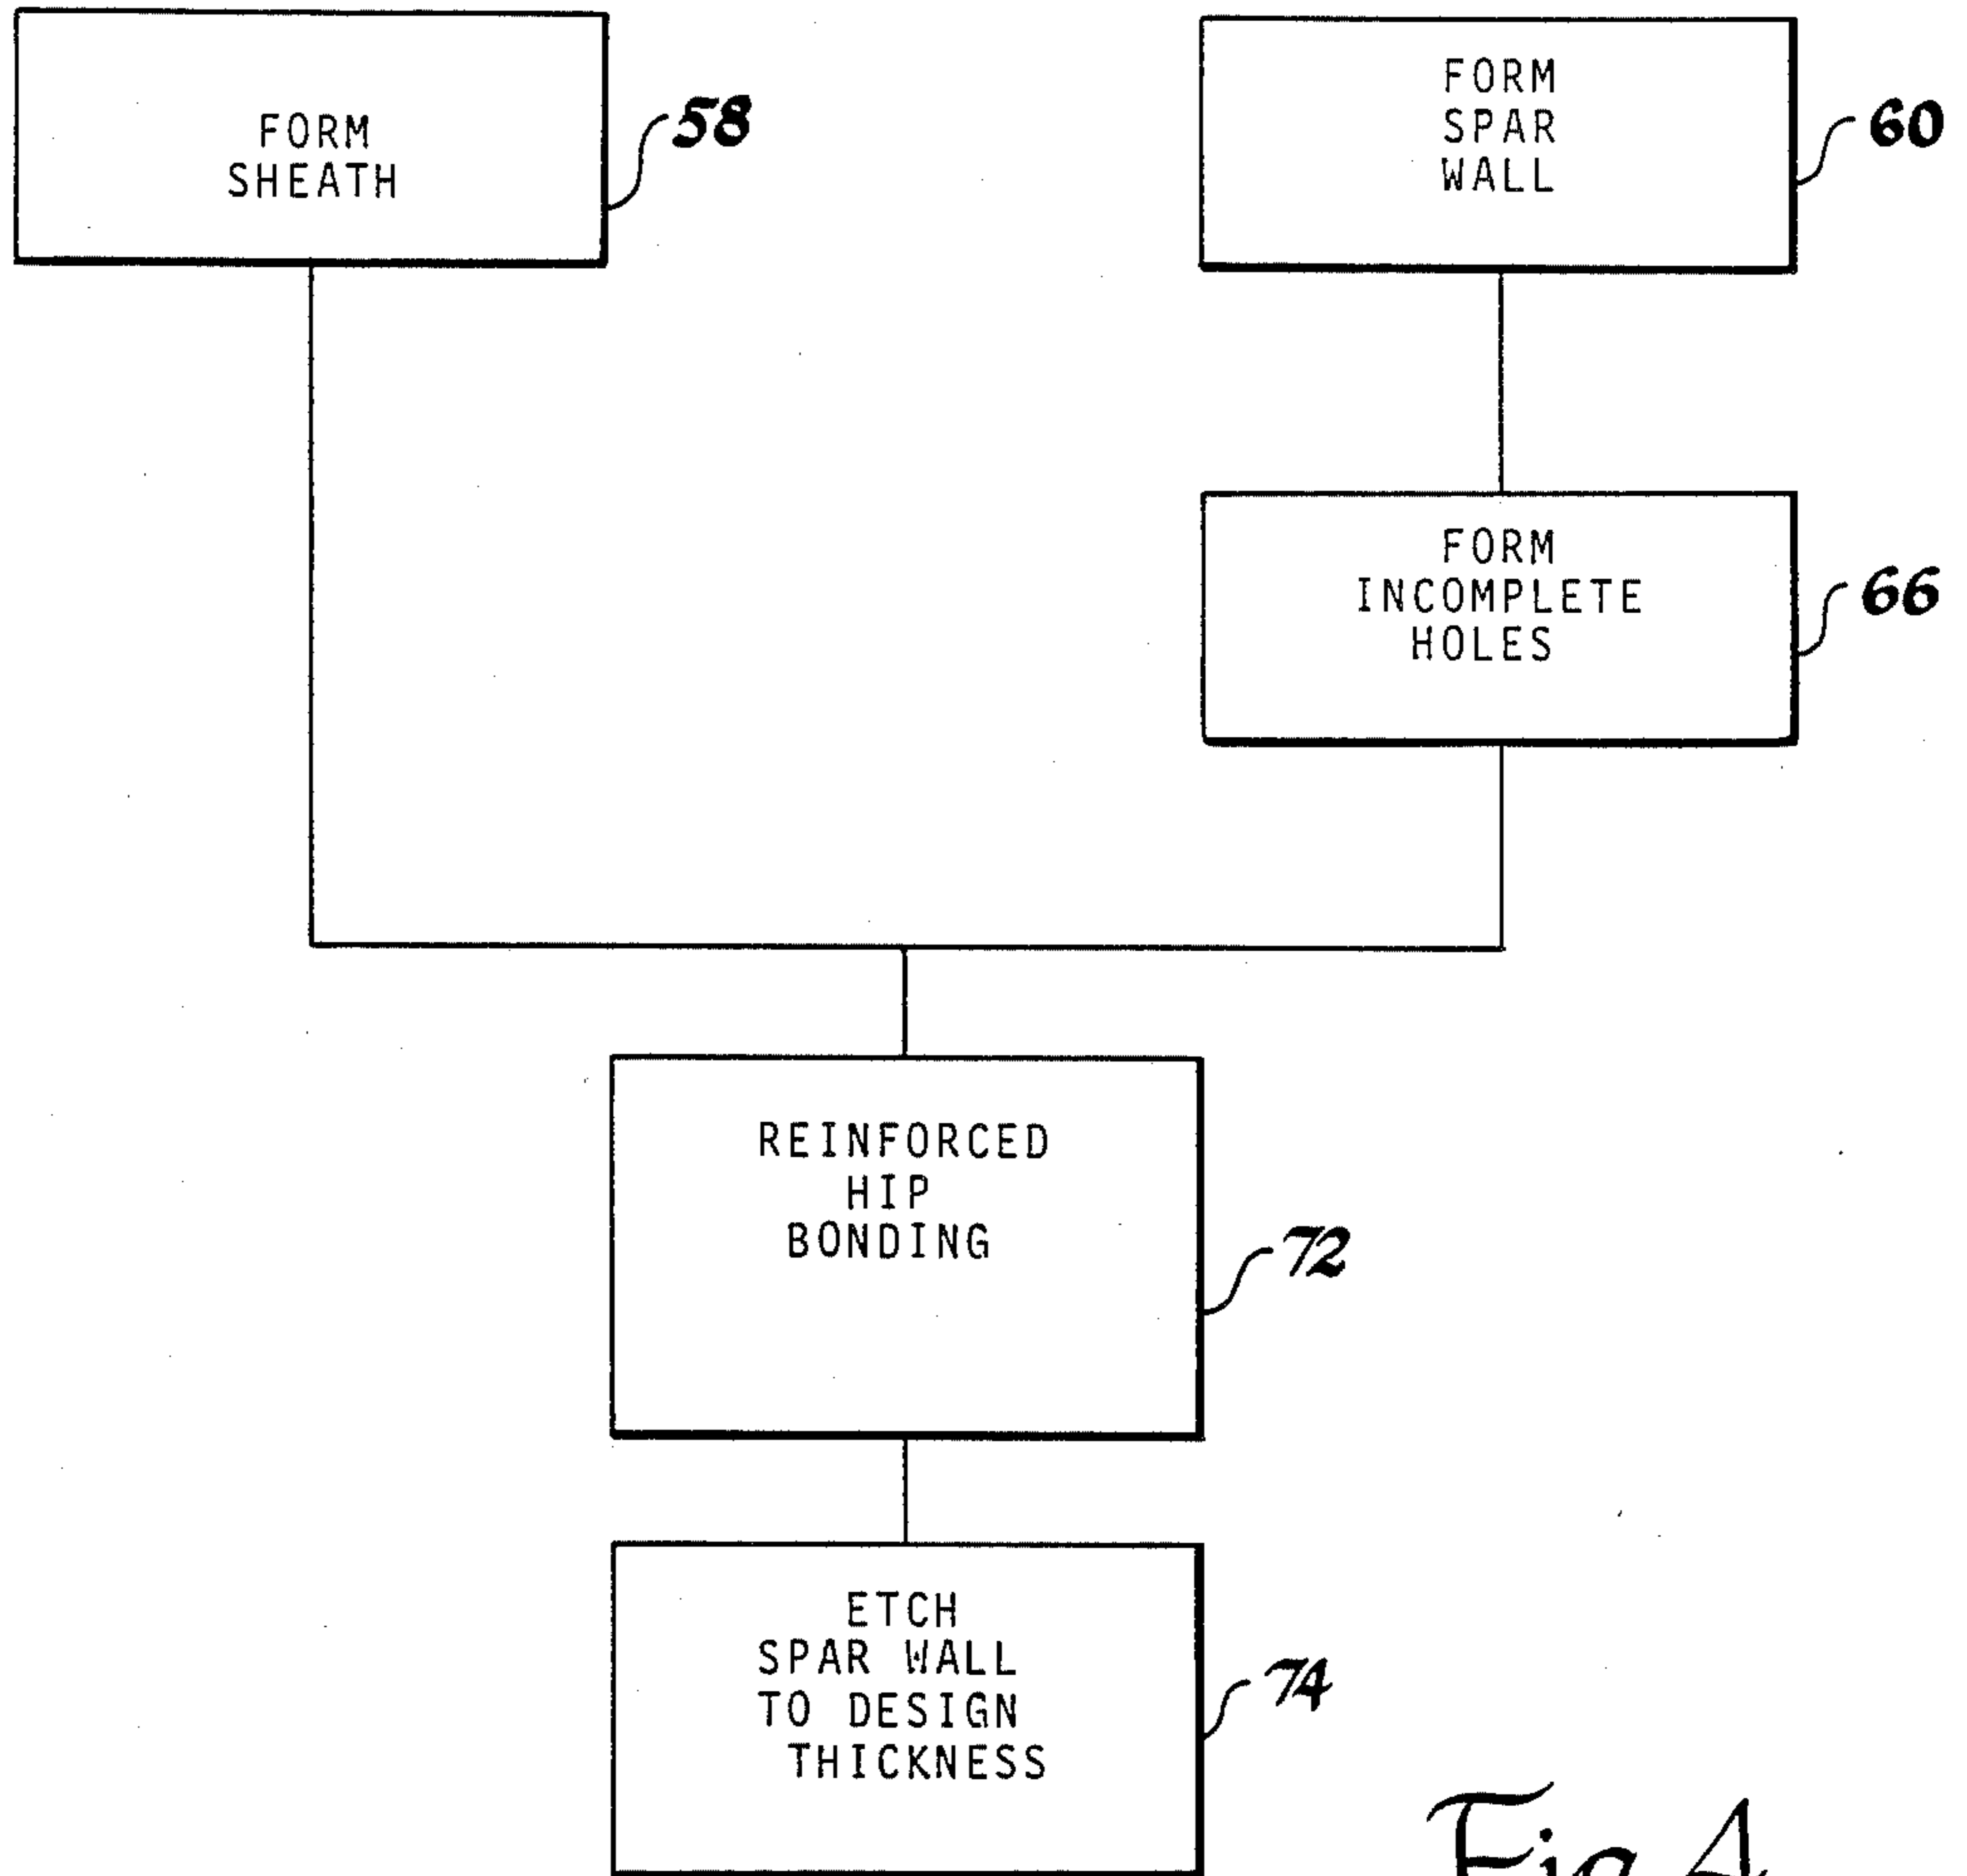 FORM
SHEATH
58
FORM
SPAR
WALL
60
FORM
INCOMPLETE
HOLES
66
REINFORCED
HIP
BONDING
72
ETCH
SPAR WALL
TO DESIGN
THICKNESS
74
Fig. 4